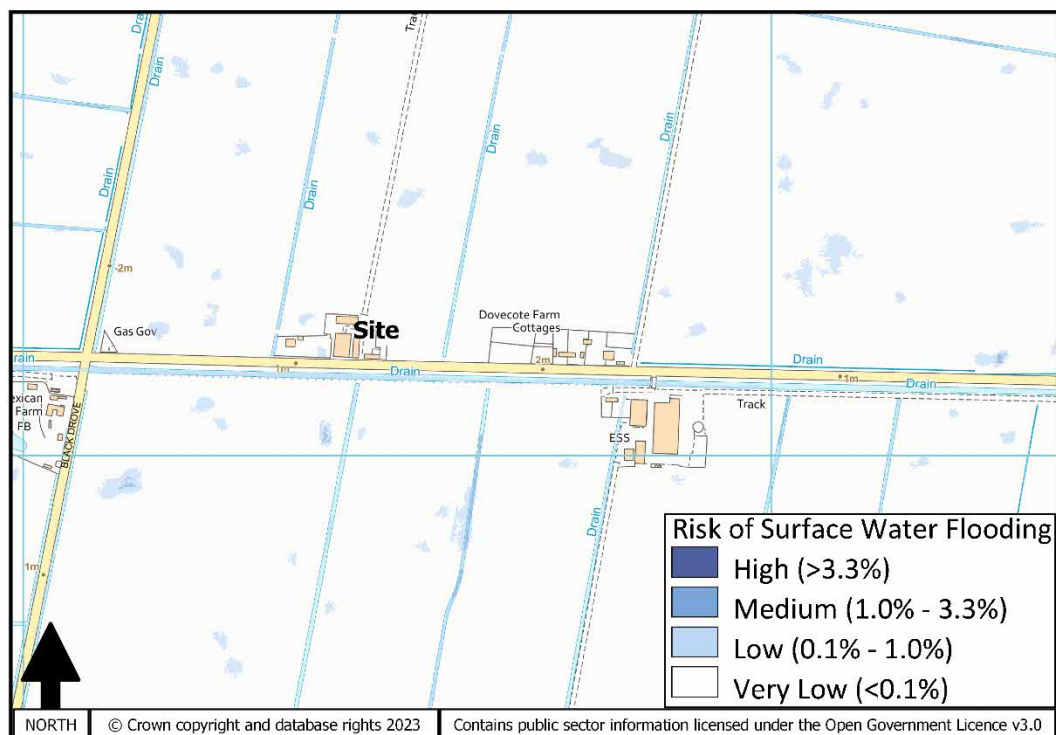 Drain
Trac
Drain
Drain
Drain
Drain
Drain
Drain
-2m
Gas Gov
Site
Dovecote Farm
Cottages
Drain
1m
Drain
2m
Drain
1m
Drain
exican
Farm
FB
BLACK DROVE
Track
ESS
Drain
1m
Risk of Surface Water Flooding
High (>3.3%)
Medium (1.0% - 3.3%)
Low (0.1% - 1.0%)
Very Low (<0.1%)
NORTH
© Crown copyright and database rights 2023
Contains public sector information licensed under the Open Government Licence v3.0